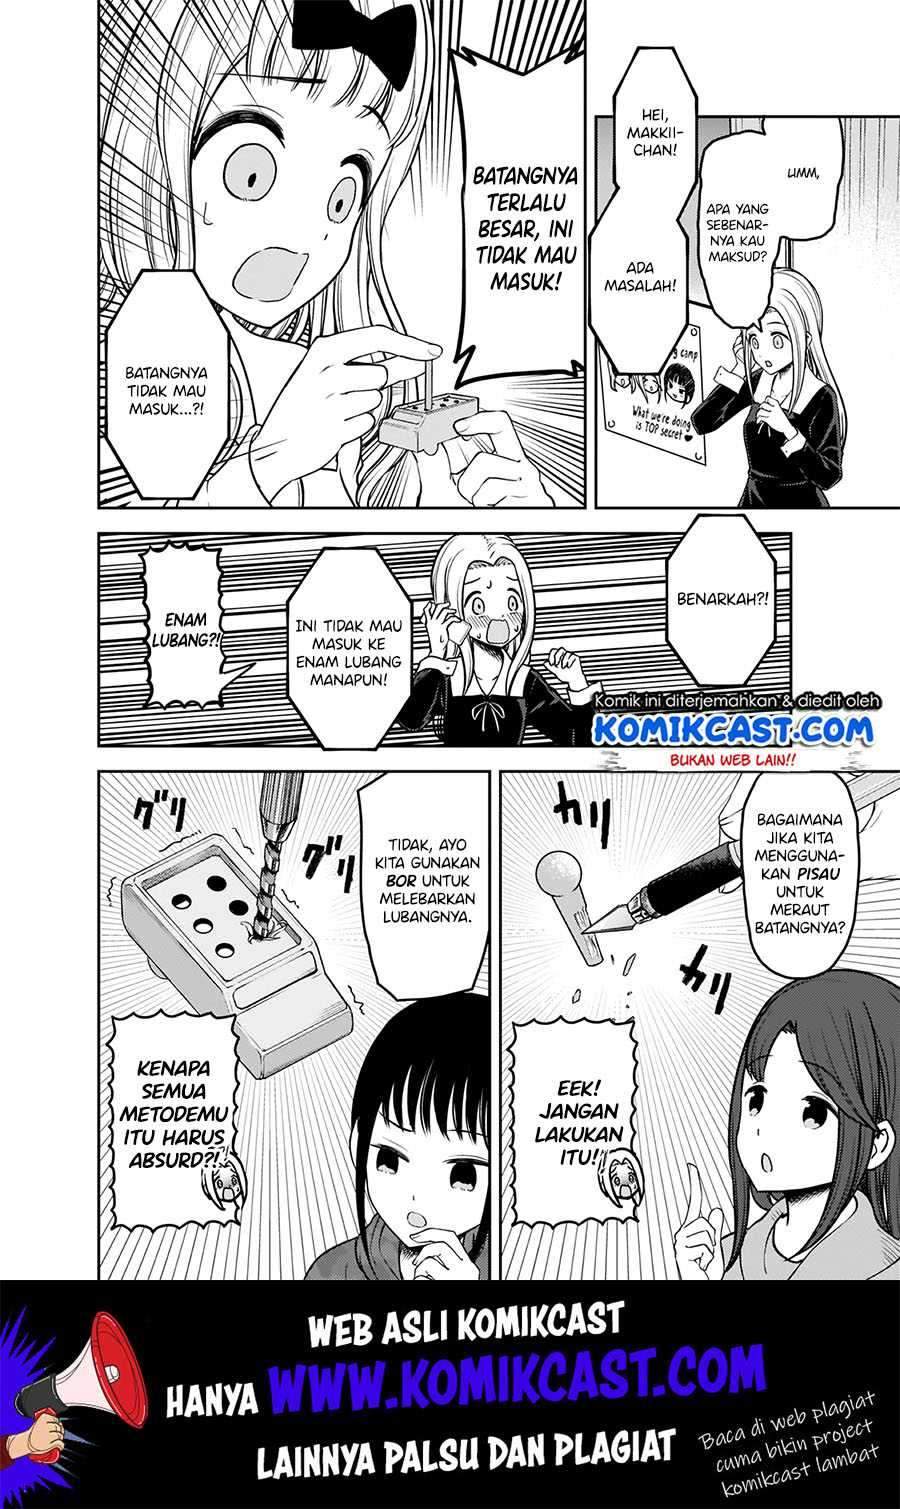 HEI,
MAKKII-
CHAN!
UMM,
APA YANG
SEBENAR-
NYA KAU
MAKSUD?
ADA
MASALAH!
g camp
What we're doing
is TOP secret
BATANGNYA
TERLALU
BESAR, INI
TIDAK MAU
MASUK!
BATANGNYA
TIDAK MAU
MASUK...?!
BENARKAH?!
INI TIDAK MAU
MASUK KE
ENAM LUBANG
MANAPUN!
ENAM
LUBANG?!
Komik ini diterjemahkan & diedit oleh
KOMIKCAST.COM
BUKAN WEB LAIN!!
BAGAIMANA
JIKA KITA
MENGGUNA-
KAN PISAU
UNTUK
MERAUT
BATANGNYA?
カリ
カリ
EEK!
JANGAN
LAKUKAN
ITU!
TIDAK, AYO
KITA GUNAKAN
BOR UNTUK
MELEBARKAN
LUBANGNYA.
グリ
グリ
KENAPA
SEMUA
METODEMU
ITU HARUS
ABSURD?!
WEB ASLI KOMIKCAST
HANYA WWW.KOMIKCAST.COM
LAINNYA PALSU DAN PLAGIAT
Baca di web plagiat
cuma bikin project
komikcast lambat